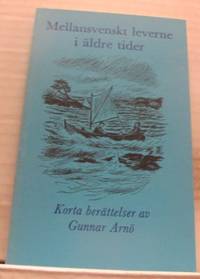 Mellansvenskt leverne
i äldre tider
Korta berättelser av
Gunnar Arnö